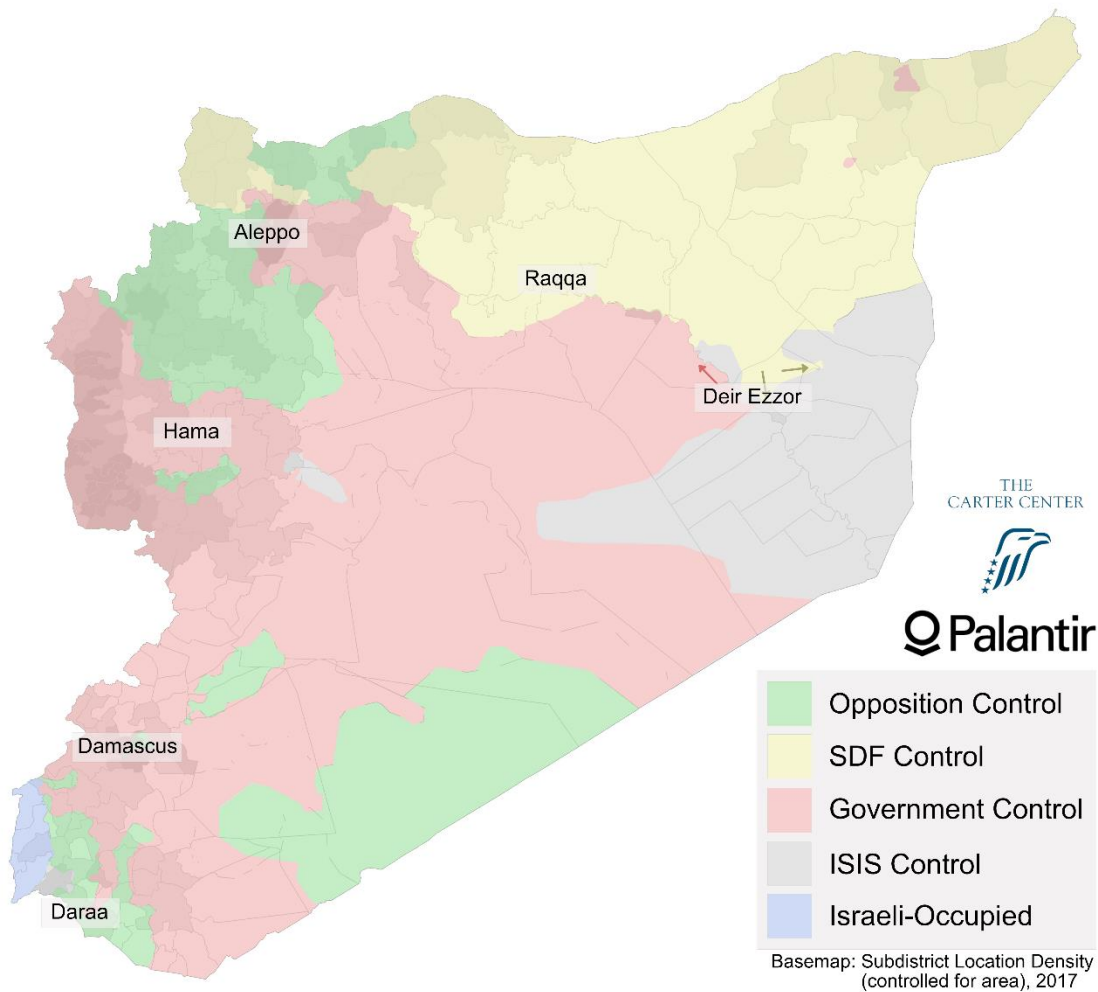 Aleppo
Raqqa
Deir Ezzor
Hama
THE
CARTER CENTER
Palantir
Opposition Control
Damascus
SDF Control
Government Control
ISIS Control
Daraa
Israeli-Occupied
Basemap: Subdistrict Location Density
(controlled for area), 2017